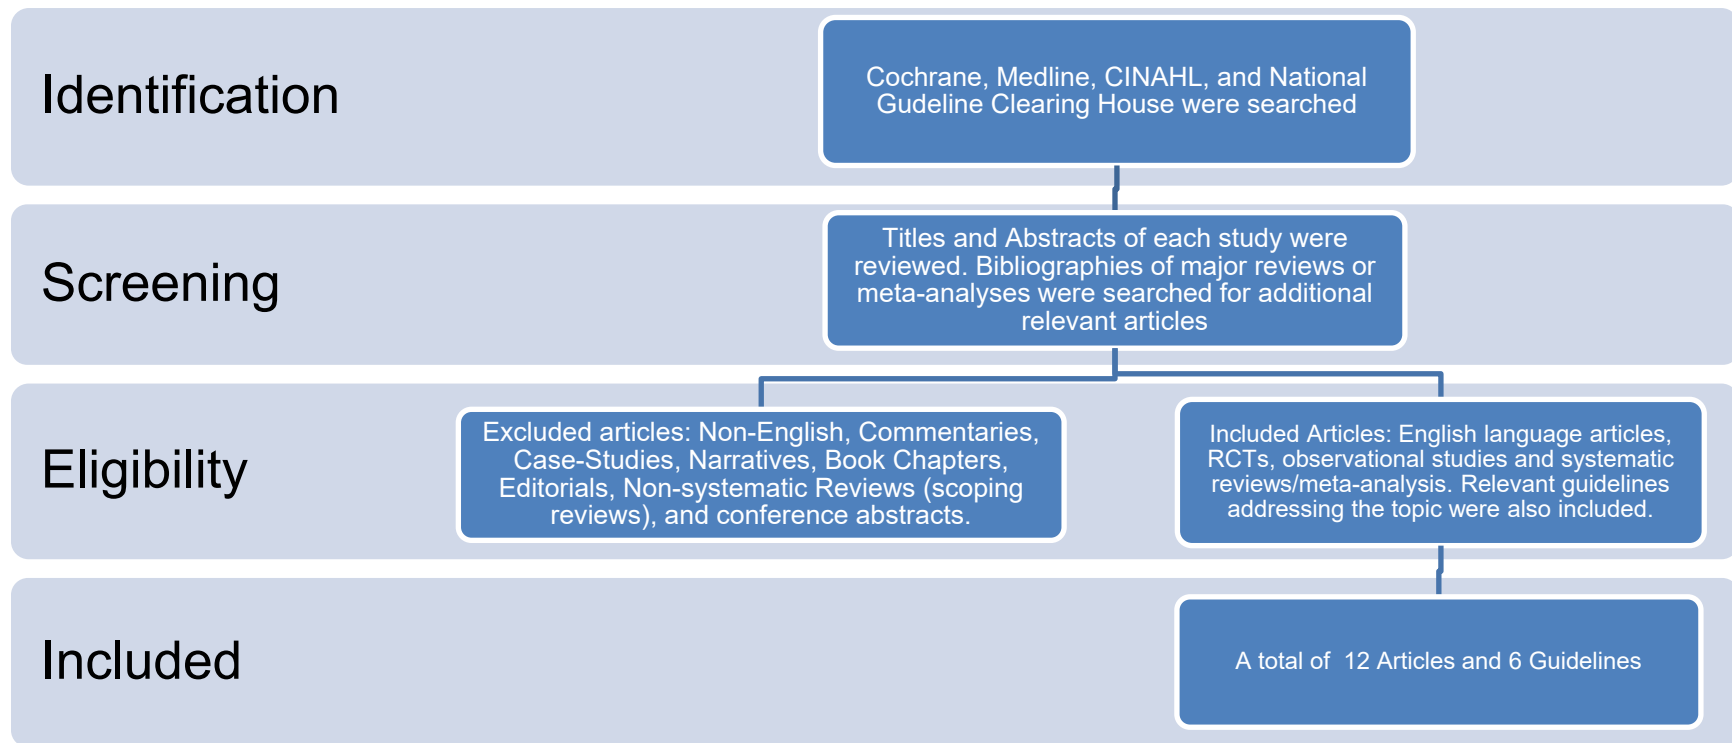 Identification
Cochrane, Medline, CINAHL, and National
Gudeline Clearing House were searched
Screening
Titles and Abstracts of each study were
reviewed. Bibliographies of major reviews or
meta-analyses were searched for additional
relevant articles
Eligibility
Excluded articles: Non-English, Commentaries,
Case-Studies, Narratives, Book Chapters,
Editorials, Non-systematic Reviews (scoping
reviews), and conference abstracts.
Included Articles: English language articles,
RCTs, observational studies and systematic
reviews/meta-analysis. Relevant guidelines
addressing the topic were also included.
Included
A total of 12 Articles and 6 Guidelines